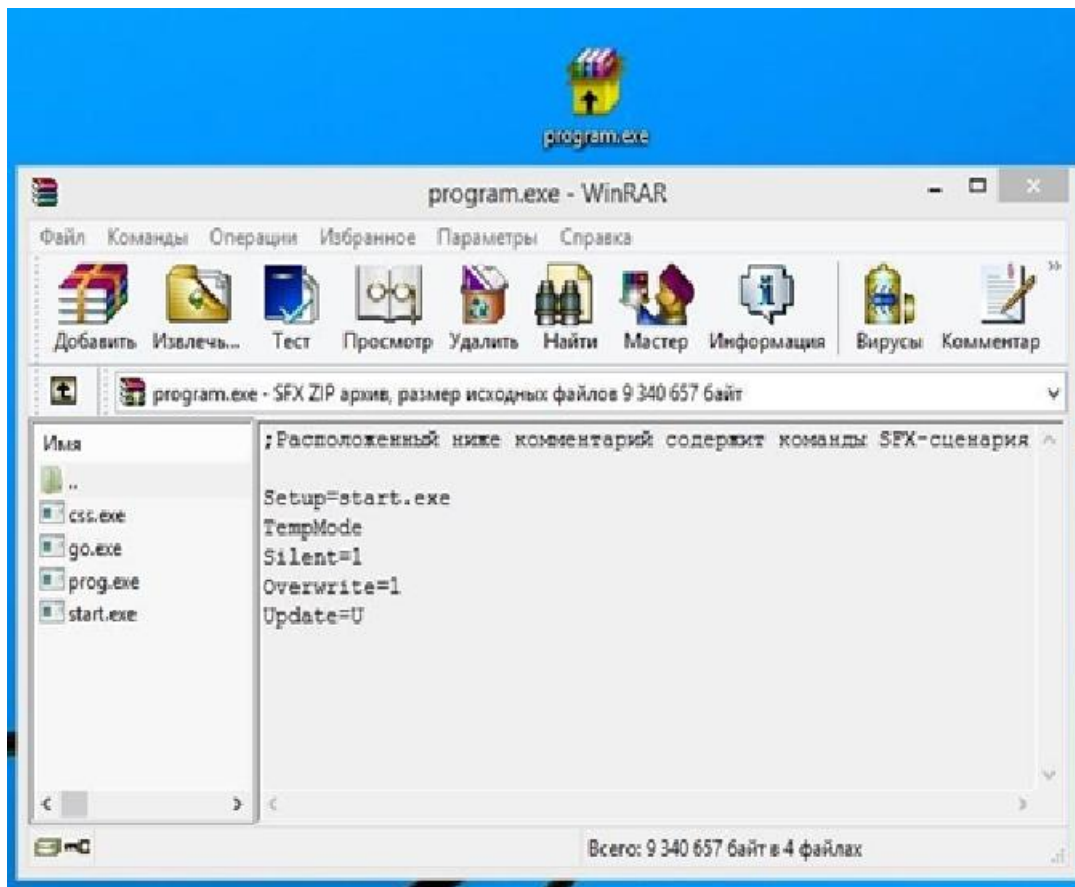 program.exe
program.exe - WinRAR
Файл Команды Операции Избранное Параметры Справка
Добавить Извлечь... Тест Просмотр Удалить Найти Мастер Информация Вирусы Комментар
program.exe - SFX ZIP архив, размер исходных файлов 9 340 657 байт
Имя
..
css.exe
go.exe
prog.exe
start.exe
;Расположенный ниже комментарий содержит команды SFX-сценария
Setup=start.exe
TempMode
Silent=1
Overwrite=1
Update=U
Всего: 9 340 657 байт в 4 файлах